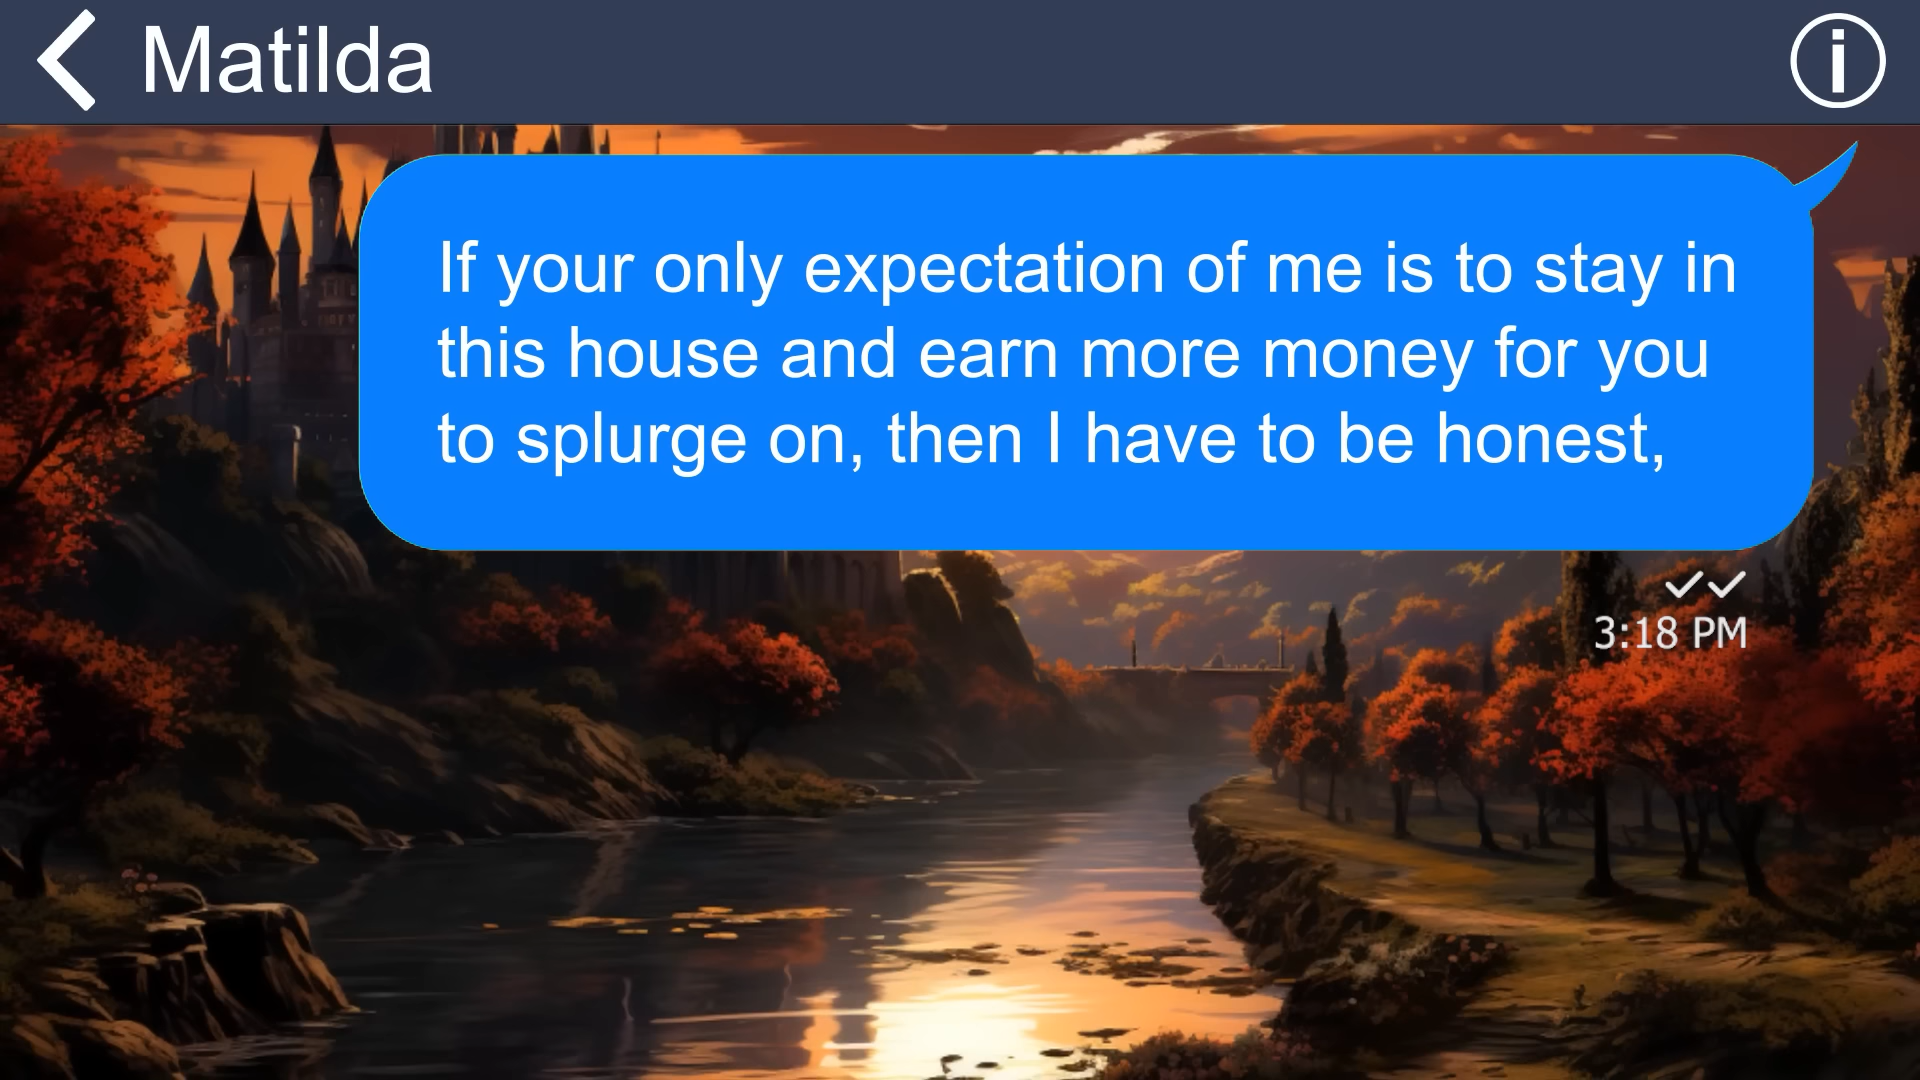 Matilda
If your only expectation of me is to stay in
this house and earn more money for you
to splurge on, then I have to be honest,
3:18 PM